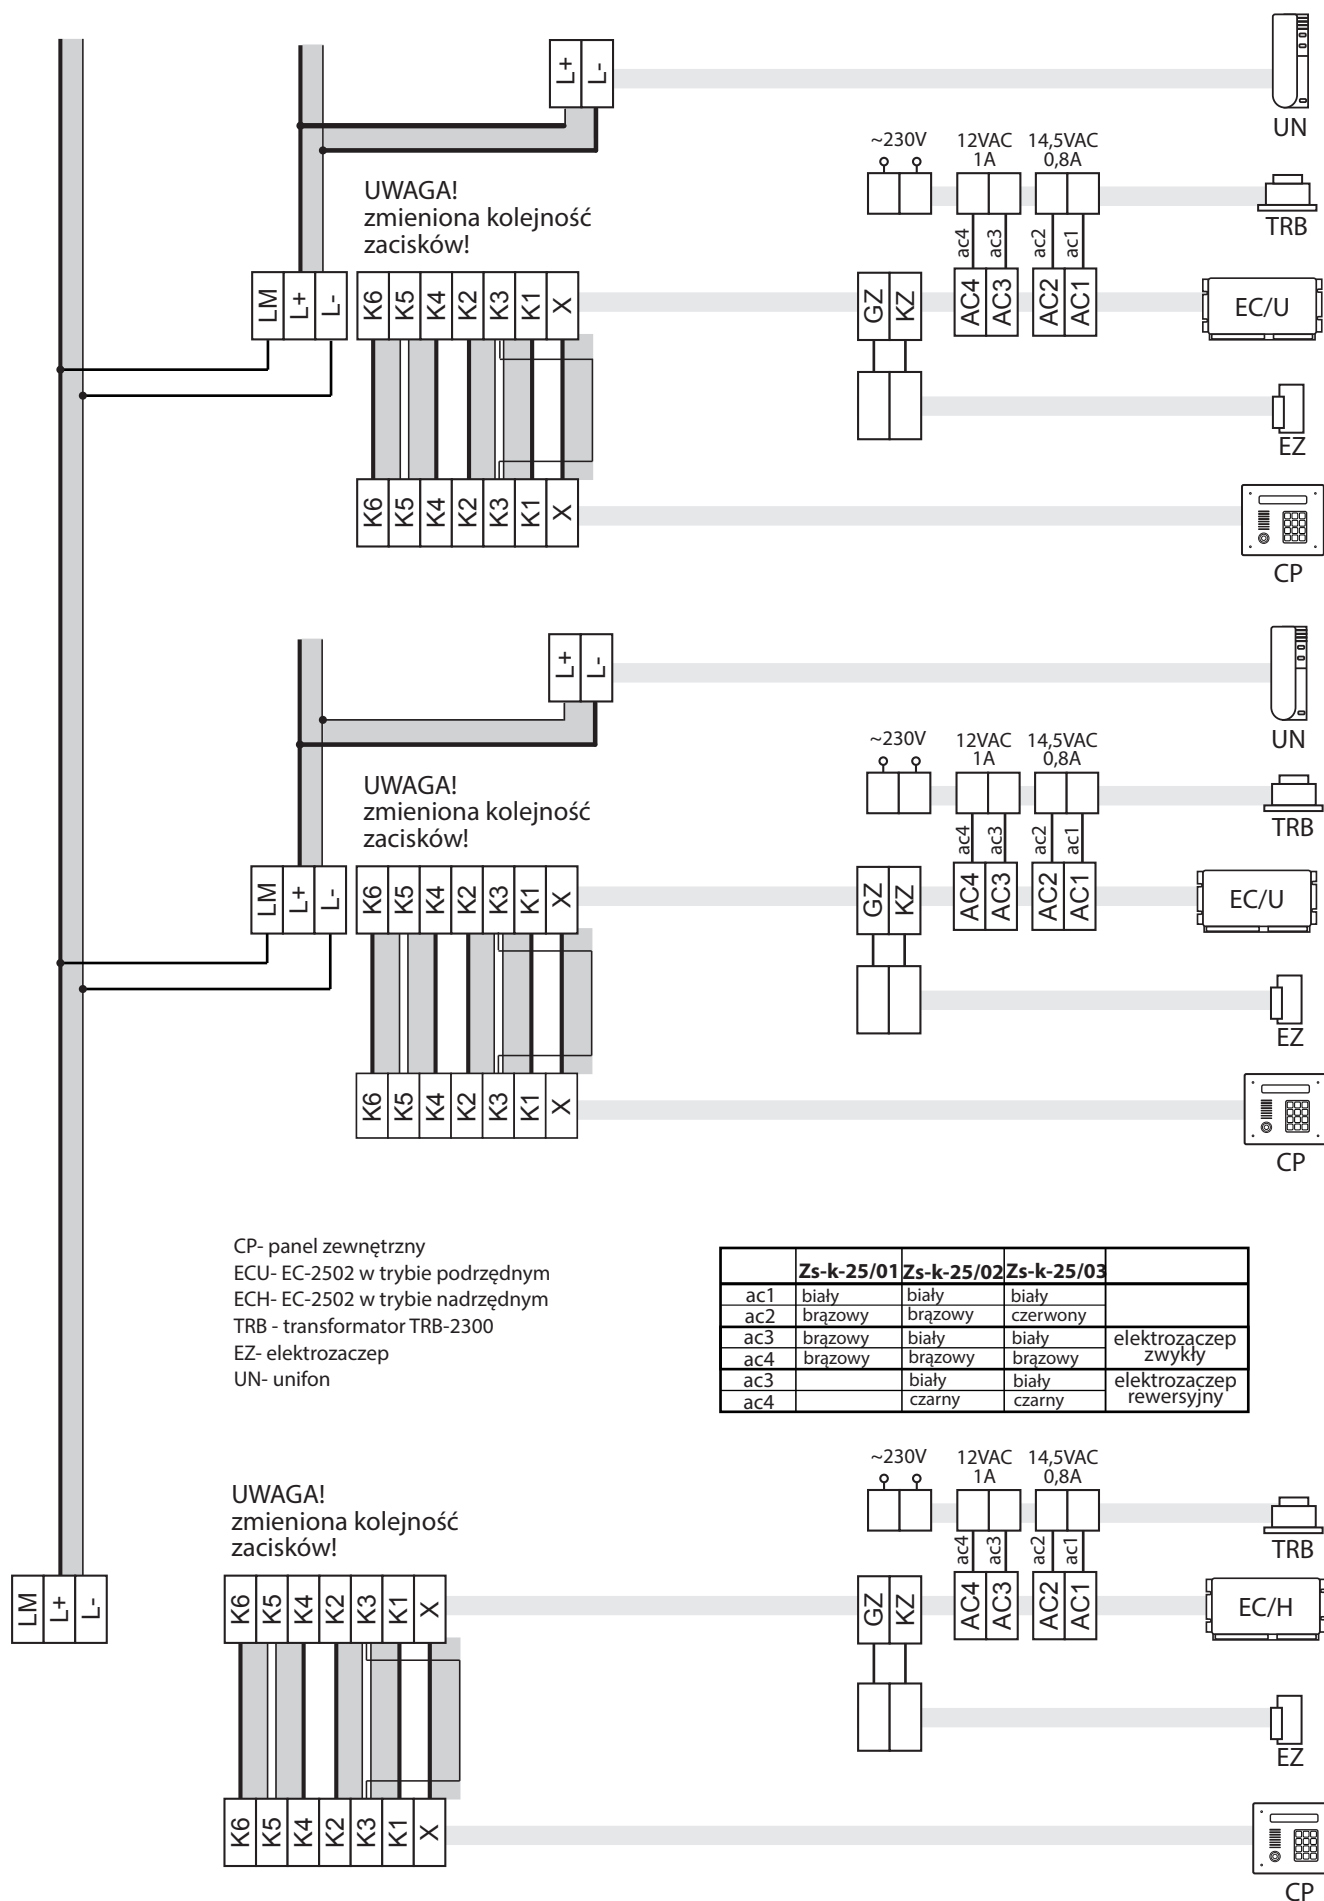 L+ L-
UN
~230V 12VAC 14,5VAC
1A 0,8A
TRB
UWAGA!
zmieniona kolejność
zacisków!
ac4 ac3 ac2 ac1
LM L+ L- K6 K5 K4 K2 K3 K1 X GZ KZ AC4 AC3 AC2 AC1 EC/U
EZ
K6 K5 K4 K2 K3 K1 X
CP
L+ L-
UN
~230V 12VAC 14,5VAC
1A 0,8A
TRB
UWAGA!
zmieniona kolejność
zacisków!
ac4 ac3 ac2 ac1
LM L+ L- K6 K5 K4 K2 K3 K1 X GZ KZ AC4 AC3 AC2 AC1 EC/U
EZ
K6 K5 K4 K2 K3 K1 X
CP
CP- panel zewnętrzny
ECU- EC-2502 w trybie podrzędnym
ECH- EC-2502 w trybie nadrzędnym
TRB - transformator TRB-2300
EZ- elektrozaczep
UN- unifon
Zs-k-25/01 Zs-k-25/02 Zs-k-25/03
ac1 biały biały biały
ac2 brązowy brązowy czerwony
ac3 brązowy biały biały elektrozaczep
ac4 brązowy brązowy brązowy zwykły
ac3 biały biały elektrozaczep
ac4 czarny czarny rewersyjny
~230V 12VAC 14,5VAC
1A 0,8A
TRB
UWAGA!
zmieniona kolejność
zacisków!
ac4 ac3 ac2 ac1
LM L+ L- K6 K5 K4 K2 K3 K1 X GZ KZ AC4 AC3 AC2 AC1 EC/H
EZ
K6 K5 K4 K2 K3 K1 X
CP